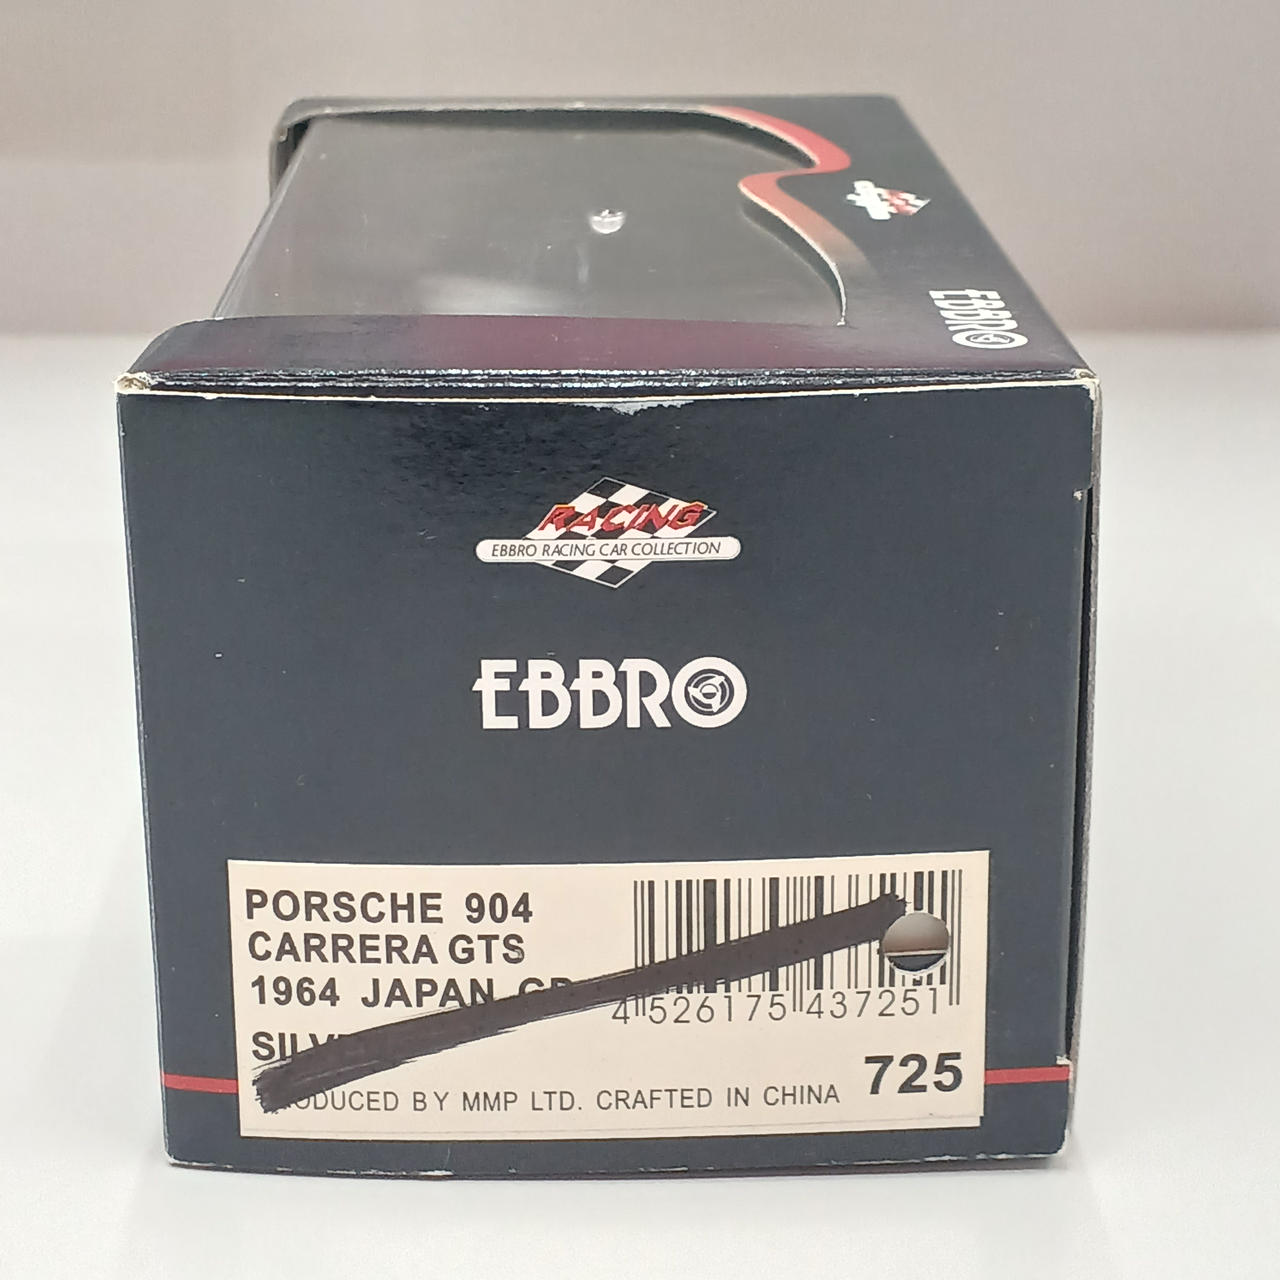 EBBRO
RACING
EBBRO RACING CAR COLLECTION
EBBRO
PORSCHE 904
CARRERA GTS
1964 JAPAN GP
4 526175 437251
725
BY MMP LTD. CRAFTED IN CHINA